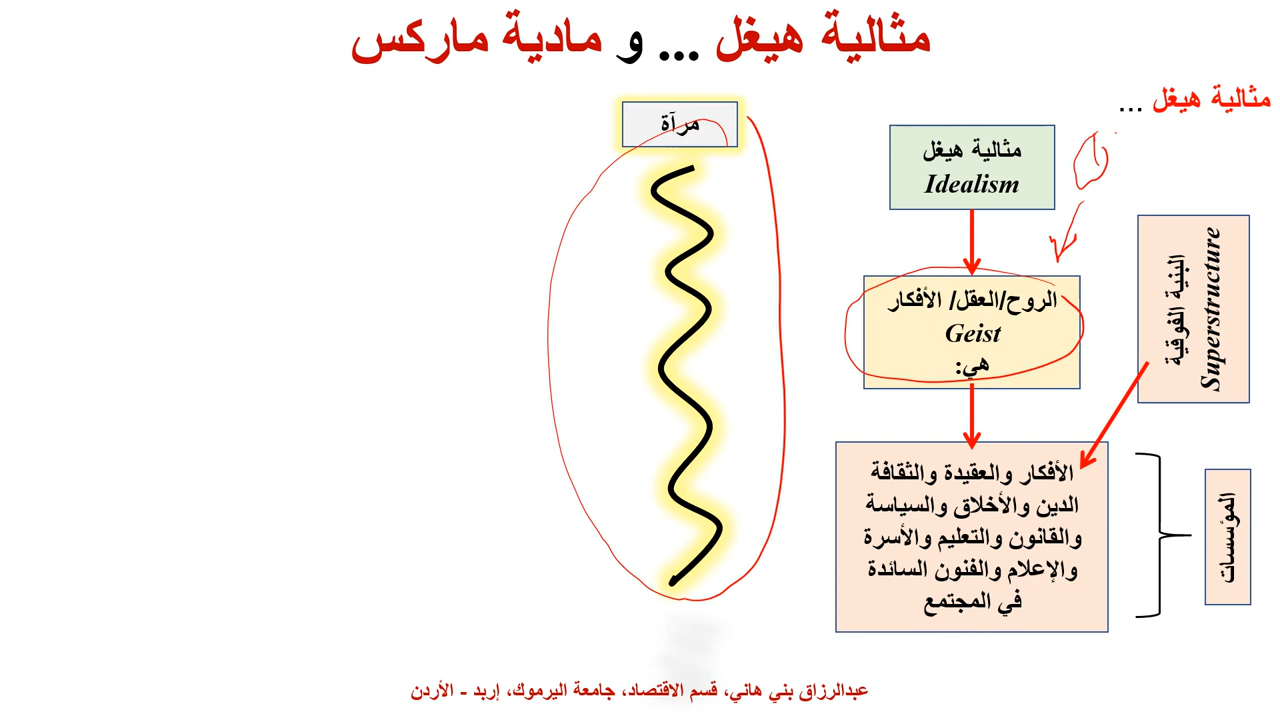 مثالية هيغل ... و مادية ماركس
مثالية هيغل ...
مرآة
مثالية هيغل
Idealism
الروح/العقل/ الأفكار
Geist
هي:
البنية الفوقية
Superstructure
الأفكار والعقيدة والثقافة
الدين والأخلاق والسياسة
والقانون والتعليم والأسرة
والإعلام والفنون السائدة
في المجتمع
المؤسسات
عبدالرزاق بني هاني، قسم الاقتصاد، جامعة اليرموك، إربد - الأردن